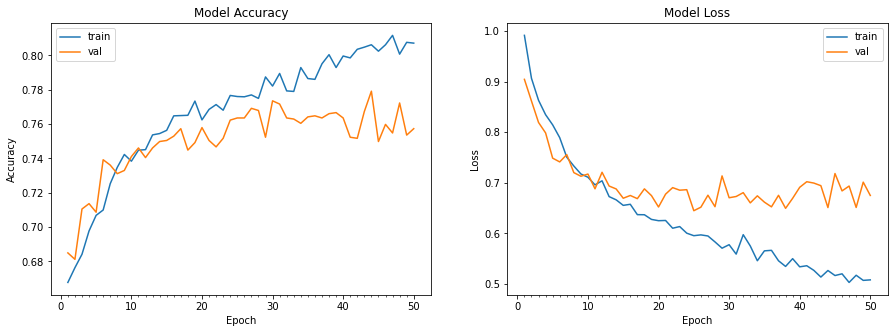 Model Accuracy
train
val
0.80
0.78
0.76
0.74
0.72
0.70
0.68
Accuracy
0
10
20
30
40
50
Epoch
Model Loss
train
val
1.0
0.9
0.8
0.7
0.6
0.5
Loss
0
10
20
30
40
50
Epoch